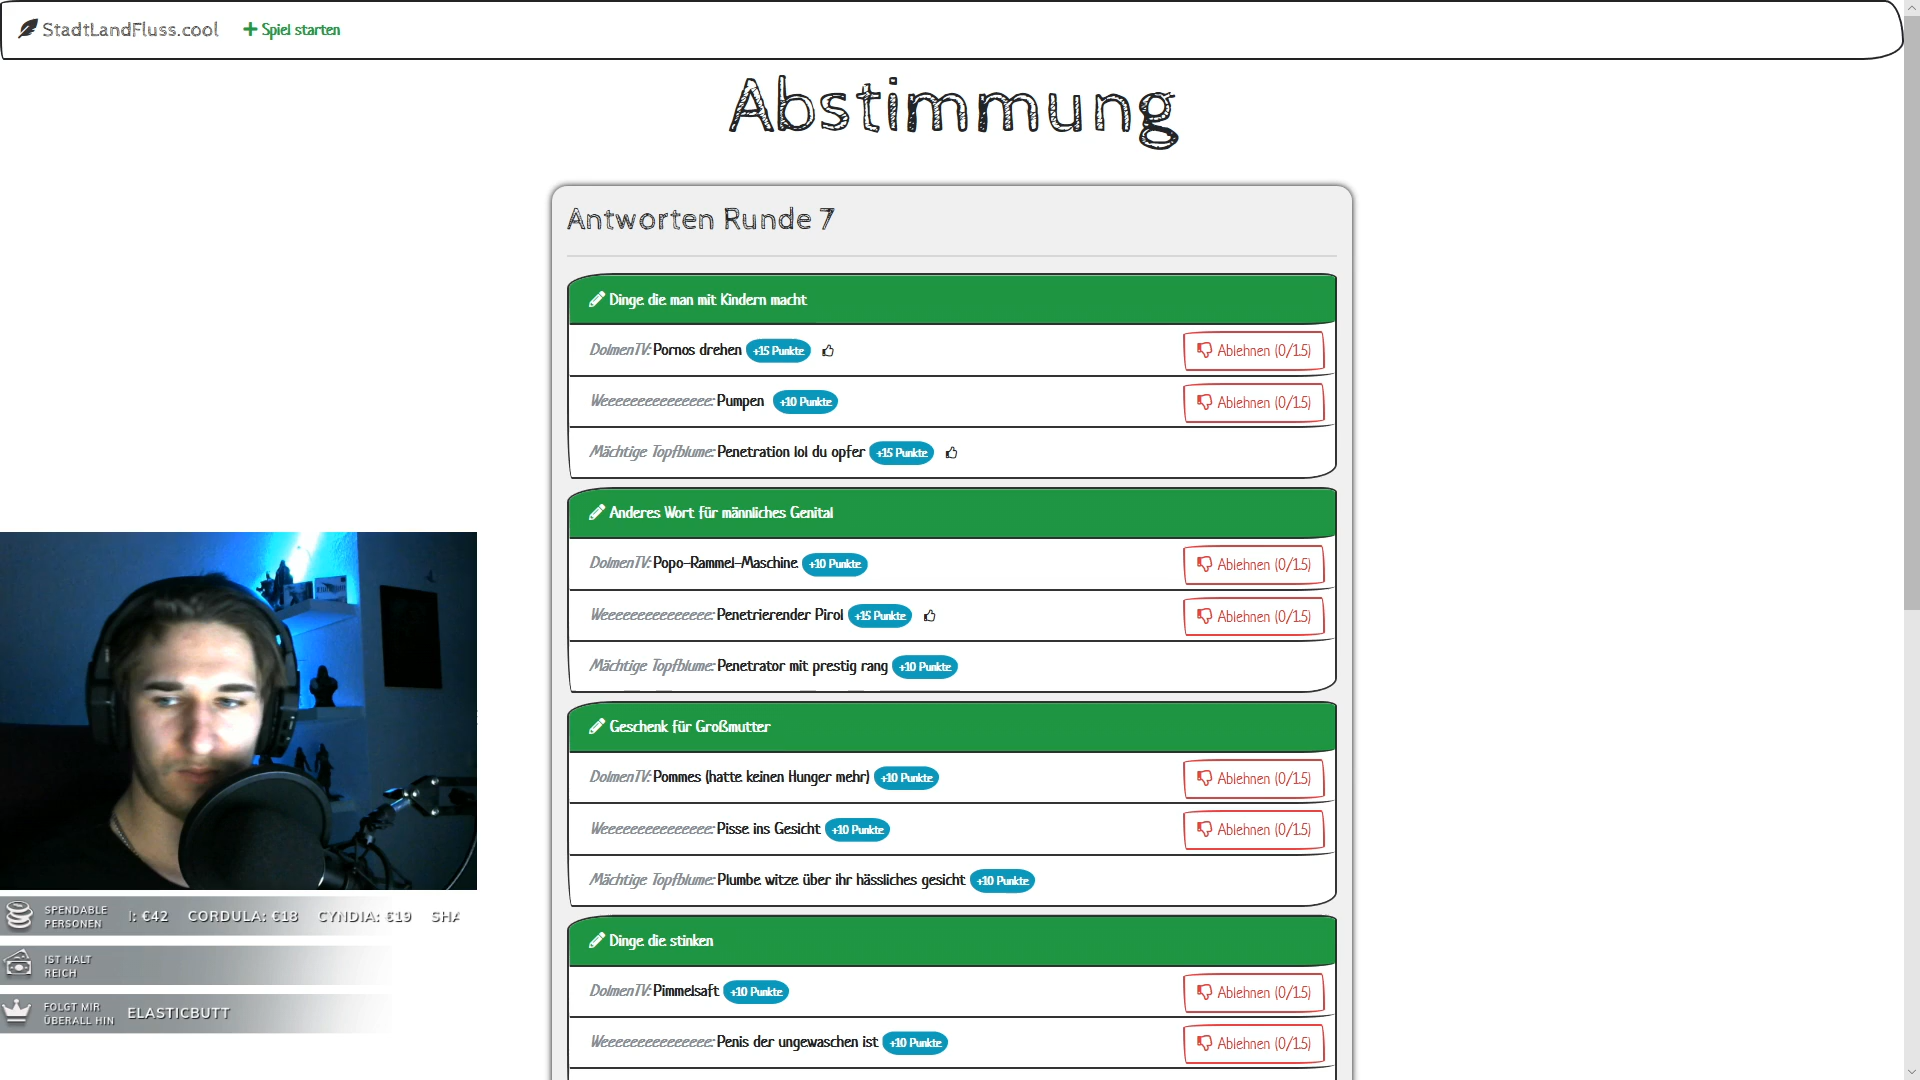 StadtLandFluss.cool
Spiel starten
Abstimmung
Antworten Runde 7
Dinge die man mit Kindern macht
DolmenTV: Pornos drehen +15 Punkte
Ablehnen (0/1.5)
Weeeeeeeeeeeeeee: Pumpen +10 Punkte
Ablehnen (0/1.5)
Mächtige Topfblume: Penetration lol du opfer +15 Punkte
Anderes Wort für männliches Genital
DolmenTV: Popo-Rammel-Maschine +10 Punkte
Ablehnen (0/1.5)
Weeeeeeeeeeeeeee: Penetrierender Pirol +15 Punkte
Ablehnen (0/1.5)
Mächtige Topfblume: Penetrator mit prestig rang +10 Punkte
Geschenk für Großmutter
DolmenTV: Pommes (hatte keinen Hunger mehr) +10 Punkte
Ablehnen (0/1.5)
Weeeeeeeeeeeeeee: Pisse ins Gesicht +10 Punkte
Ablehnen (0/1.5)
Mächtige Topfblume: Plumbe witze über ihr hässliches gesicht +10 Punkte
Dinge die stinken
DolmenTV: Pimmelsaft +10 Punkte
Ablehnen (0/1.5)
Weeeeeeeeeeeeeee: Penis der ungewaschen ist +10 Punkte
Ablehnen (0/1.5)
SPENDABLE
PERSONEN
: €42 CORDULA: €18 CYNDIA: €19 SHA
IST HALT
REICH
FOLGT MIR
ÜBERALL HIN
ELASTICBUTT